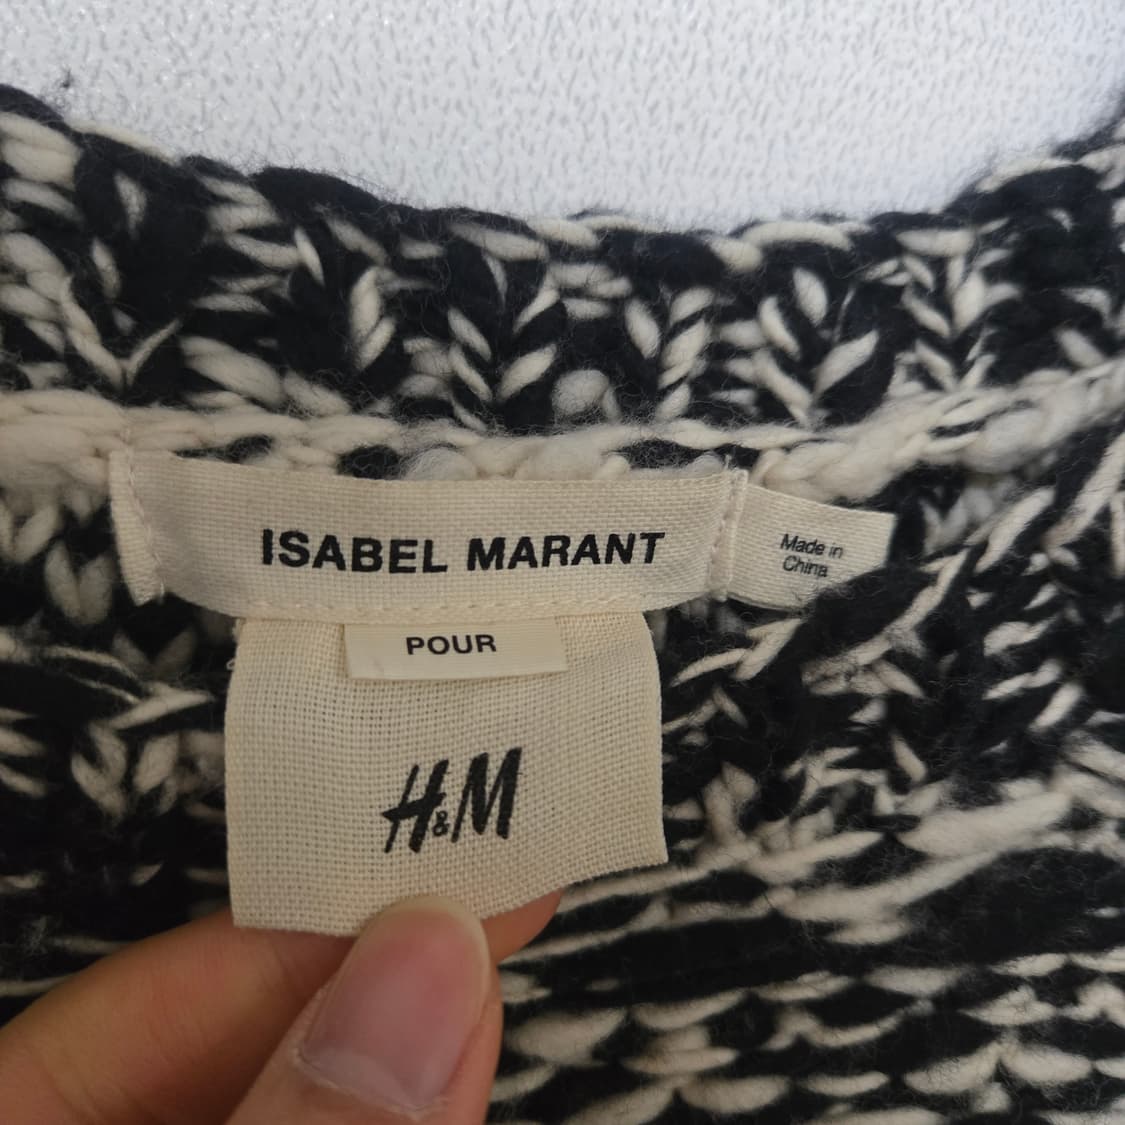 ISABEL MARANT
Made in
China
POUR
H&M